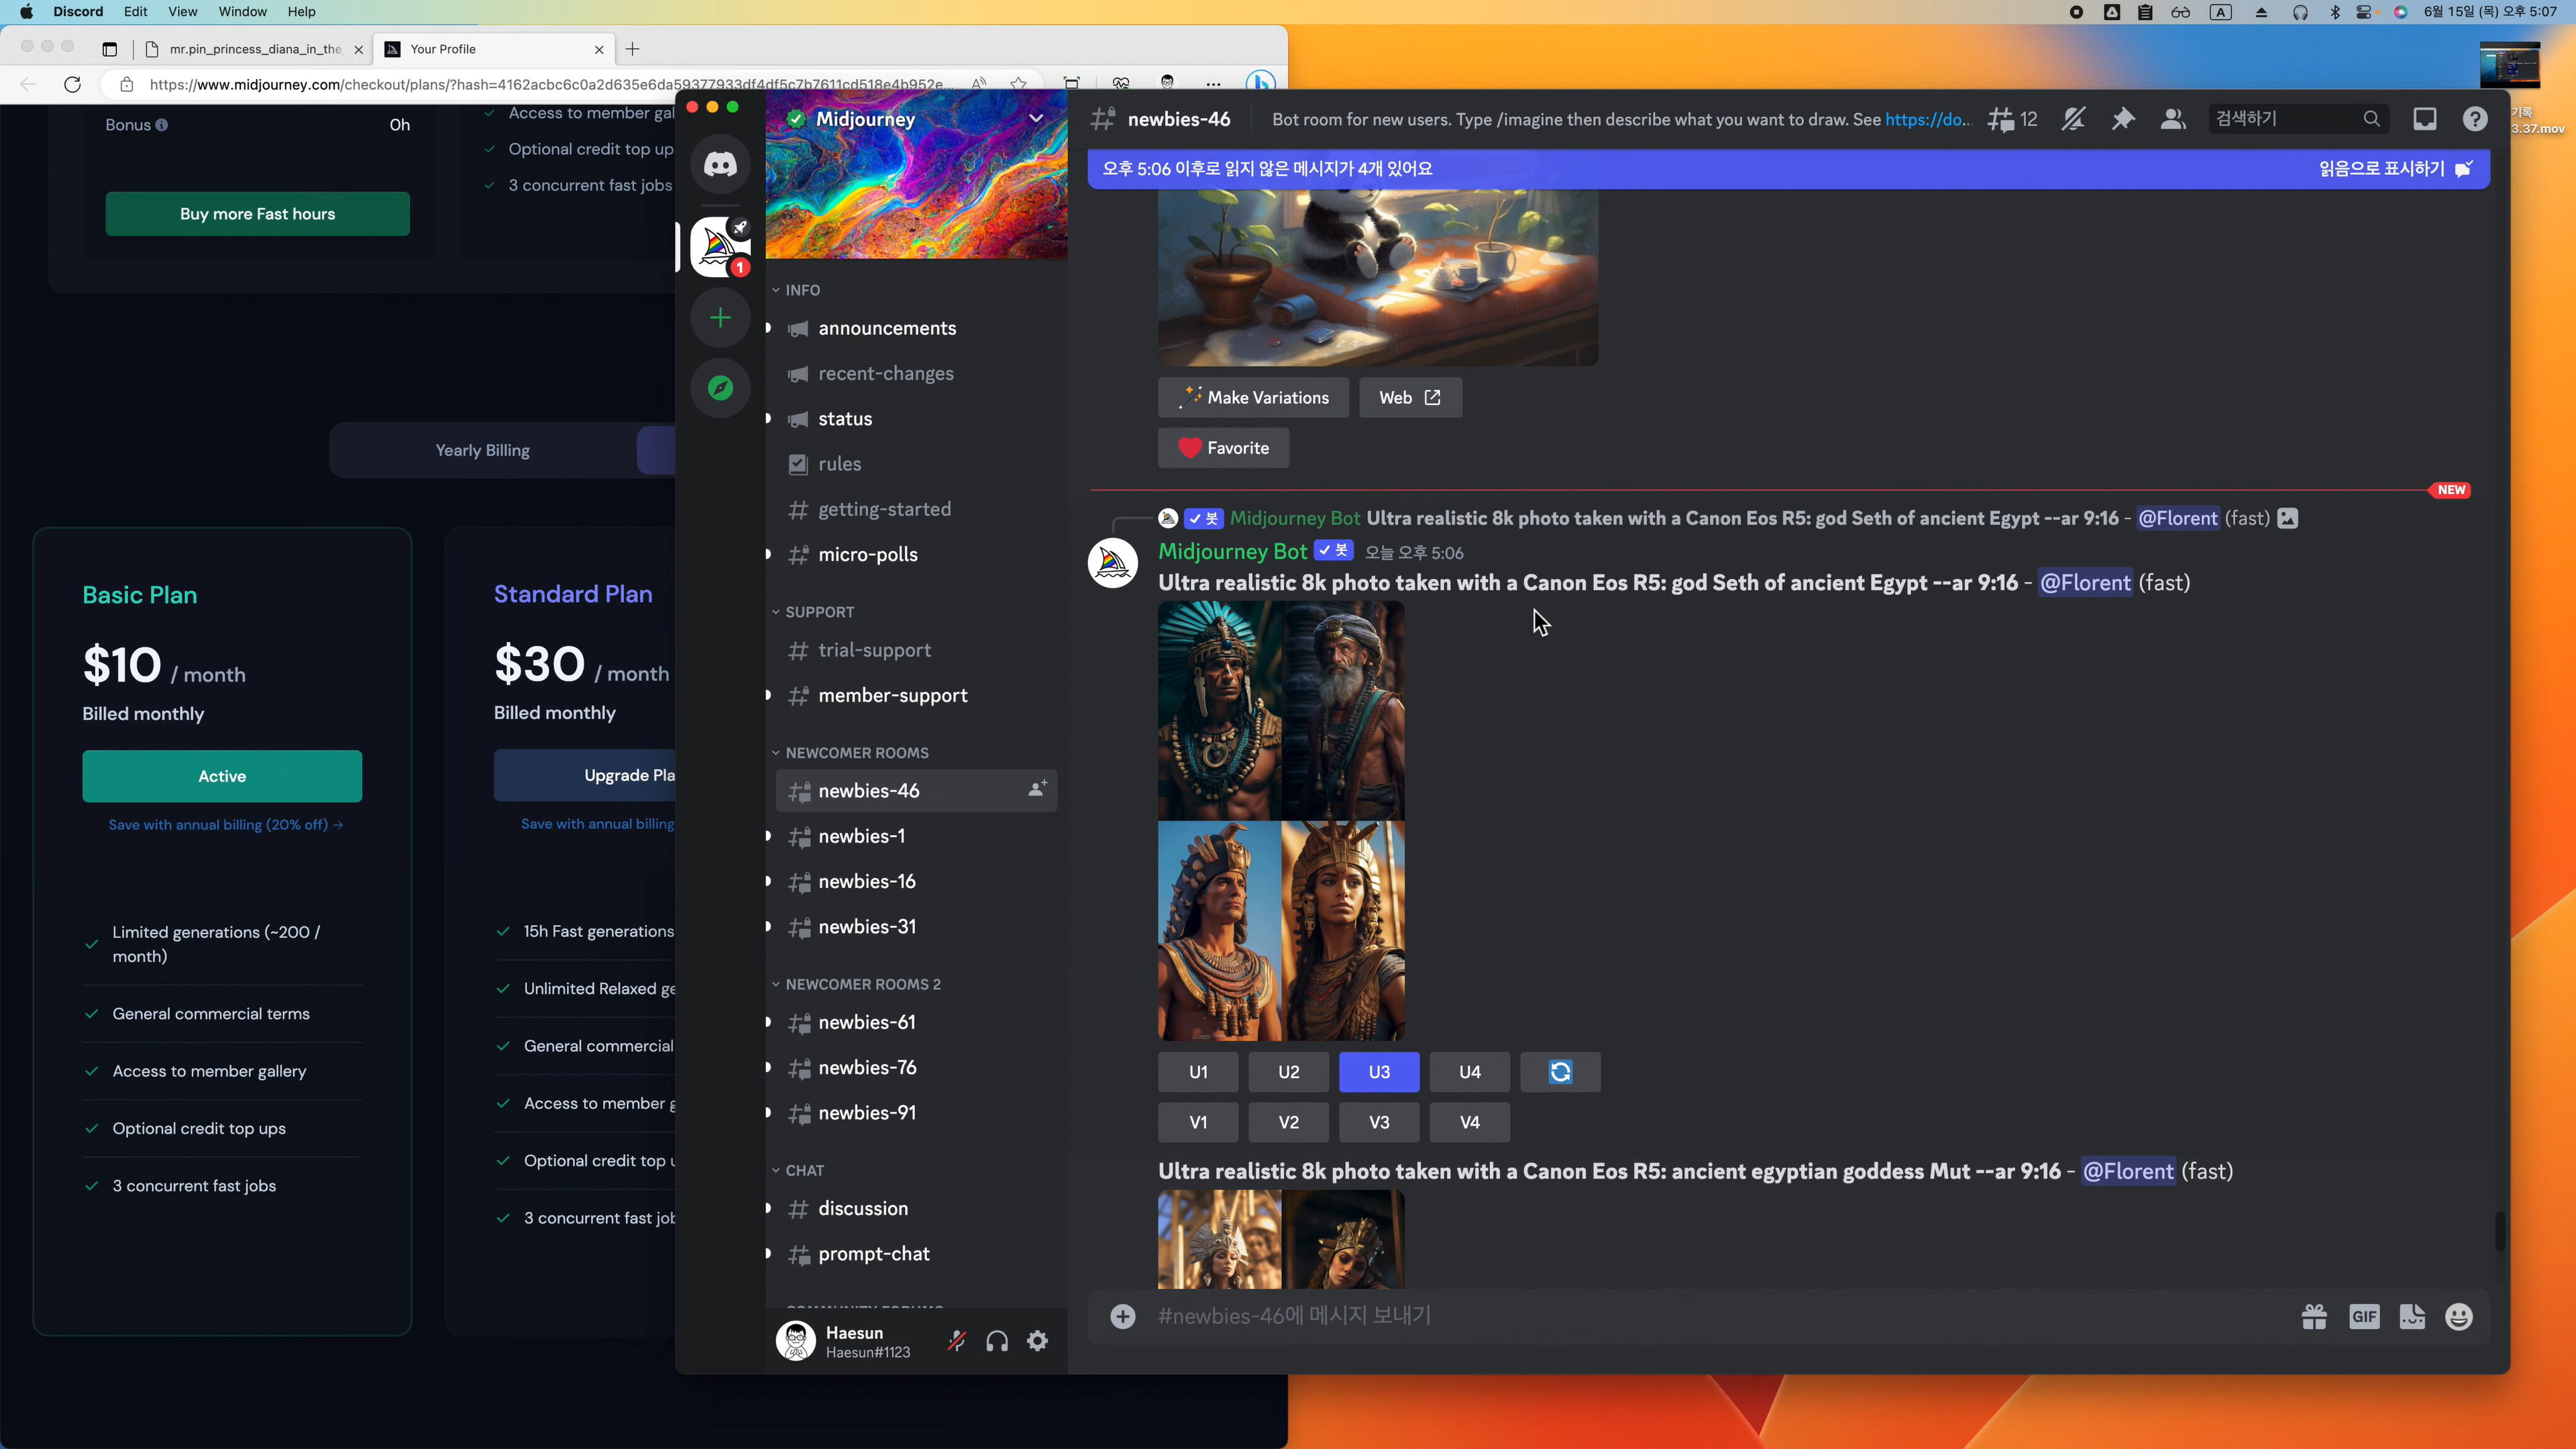 Discord Edit View Window Help
A
6월 15일 (목) 오후 5:07
mr.pin_princess_diana_in_the_
Your Profile
https://www.midjourney.com/checkout/plans/?hash=4162acbc6c0a2d635e6da59377933df4df5c7b7611cd518e4b952e...
기록
3.37.mov
Bonus 0h
Buy more Fast hours
Access to member gal
Optional credit top up
3 concurrent fast jobs
Yearly Billing
Basic Plan
$10 / month
Billed monthly
Active
Save with annual billing (20% off) →
Limited generations (~200 /
month)
General commercial terms
Access to member gallery
Optional credit top ups
3 concurrent fast jobs
Standard Plan
$30 / month
Billed monthly
Upgrade Pla
Save with annual billing
15h Fast generations
Unlimited Relaxed ge
General commercial
Access to member g
Optional credit top u
3 concurrent fast job
1
Midjourney
INFO
announcements
recent-changes
status
rules
getting-started
micro-polls
SUPPORT
trial-support
member-support
NEWCOMER ROOMS
newbies-46
newbies-1
newbies-16
newbies-31
NEWCOMER ROOMS 2
newbies-61
newbies-76
newbies-91
CHAT
discussion
prompt-chat
COMMUNITY FORUMS
Haesun
Haesun#1123
newbies-46
Bot room for new users. Type /imagine then describe what you want to draw. See https://do...
12
검색하기
오후 5:06 이후로 읽지 않은 메시지가 4개 있어요
읽음으로 표시하기
Make Variations
Web
Favorite
NEW
봇 Midjourney Bot Ultra realistic 8k photo taken with a Canon Eos R5: god Seth of ancient Egypt --ar 9:16 - @Florent (fast)
Midjourney Bot 봇 오늘 오후 5:06
Ultra realistic 8k photo taken with a Canon Eos R5: god Seth of ancient Egypt --ar 9:16 - @Florent (fast)
U1 U2 U3 U4
V1 V2 V3 V4
Ultra realistic 8k photo taken with a Canon Eos R5: ancient egyptian goddess Mut --ar 9:16 - @Florent (fast)
#newbies-46에 메시지 보내기
GIF